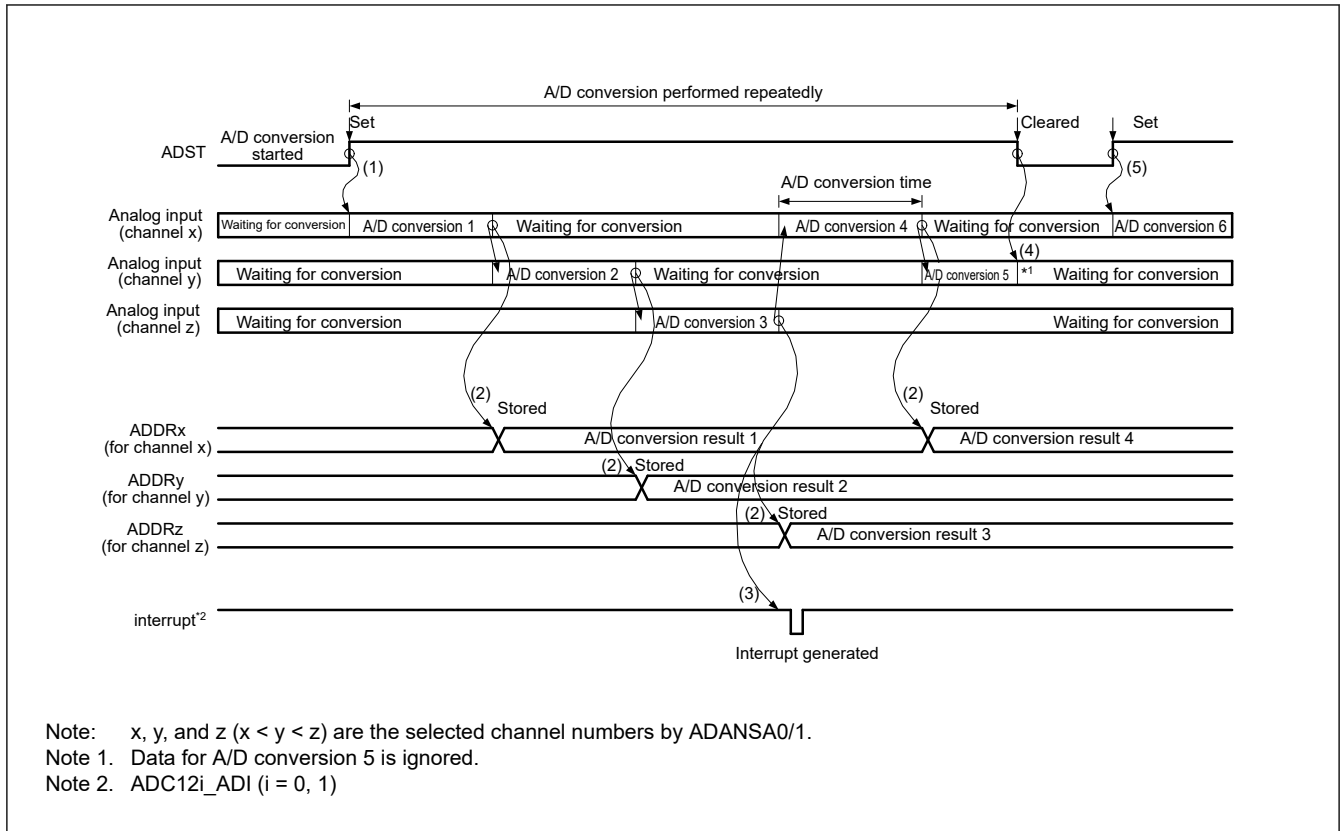 A/D conversion performed repeatedly
Set
Cleared
Set
A/D conversion
started
ADST
(1)
(5)
A/D conversion time
Analog input
(channel x)
Waiting for conversion
A/D conversion 1
Waiting for conversion
A/D conversion 4
Waiting for conversion
A/D conversion 6
(4)
Analog input
(channel y)
Waiting for conversion
A/D conversion 2
Waiting for conversion
A/D conversion 5
*1
Waiting for conversion
Analog input
(channel z)
Waiting for conversion
A/D conversion 3
Waiting for conversion
(2)
Stored
(2)
Stored
ADDRx
(for channel x)
A/D conversion result 1
A/D conversion result 4
(2)
Stored
ADDRy
(for channel y)
A/D conversion result 2
(2)
Stored
ADDRz
(for channel z)
A/D conversion result 3
(3)
interrupt*2
Interrupt generated
Note: x, y, and z (x < y < z) are the selected channel numbers by ADANSA0/1.
Note 1. Data for A/D conversion 5 is ignored.
Note 2. ADC12i_ADI (i = 0, 1)